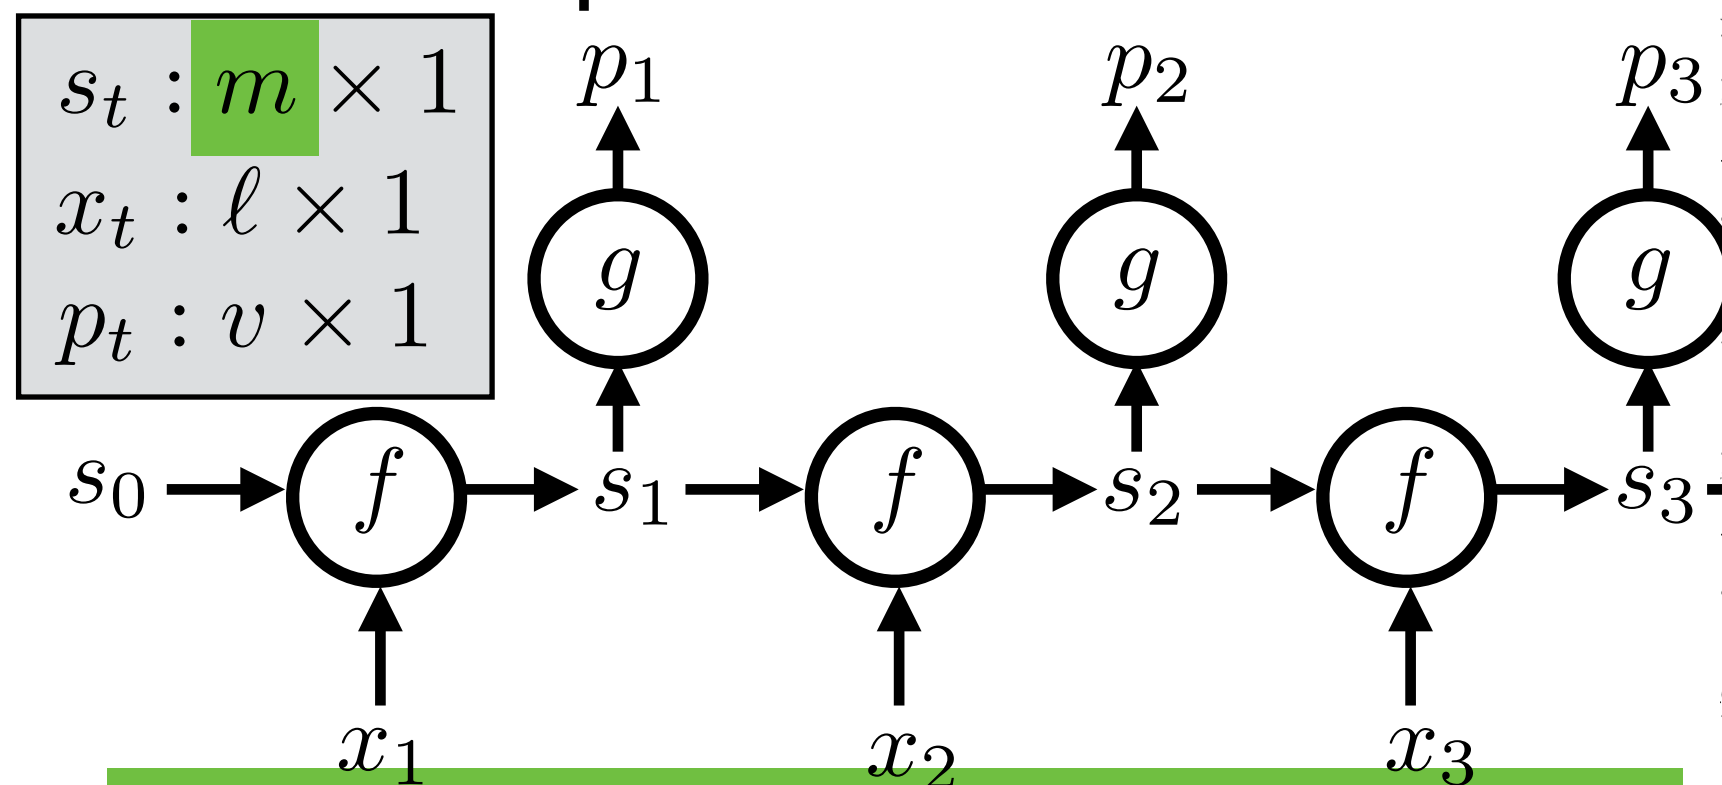 s_t : m × 1
x_t : ℓ × 1
p_t : v × 1
p_1 p_2 p_3
g g g
s_0 f s_1 f s_2 f s_3
x_1 x_2 x_3